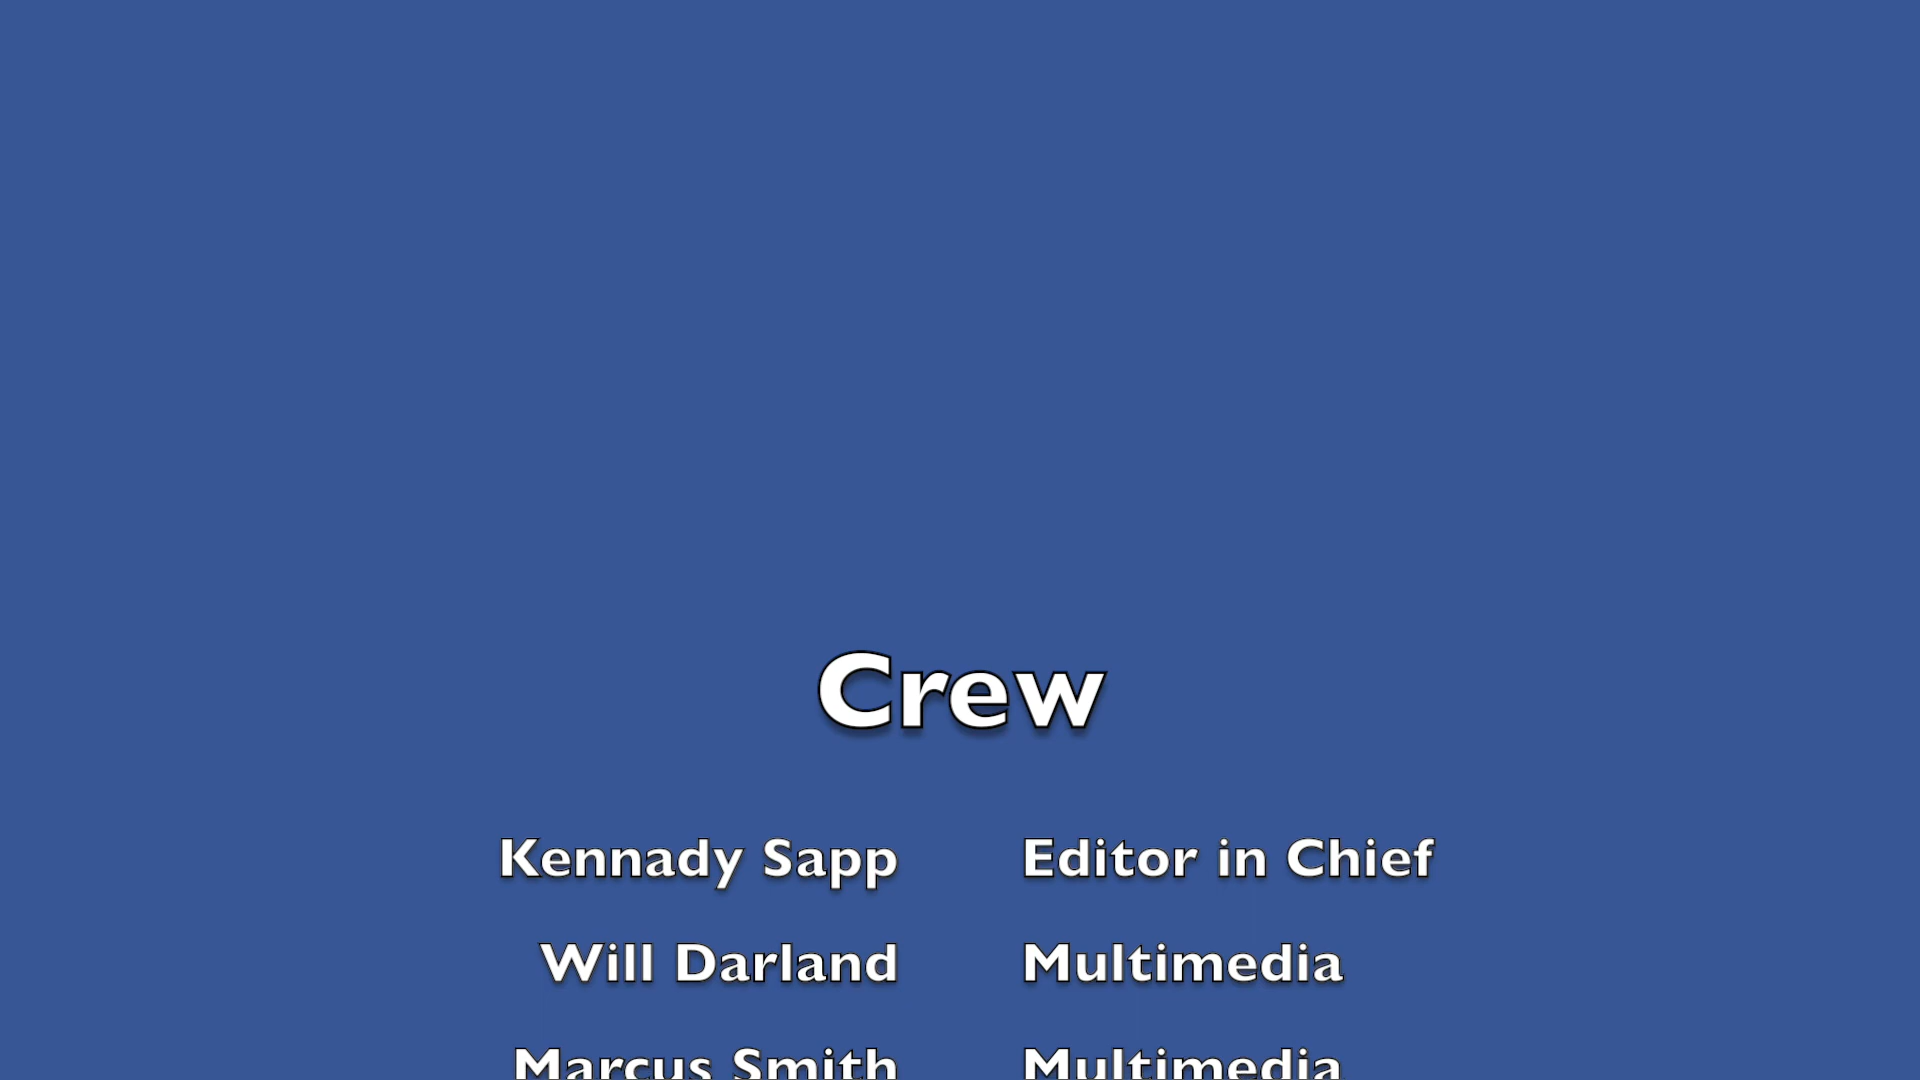 Crew
Kennady Sapp Editor in Chief
Will Darland Multimedia
Marcus Smith Multimedia